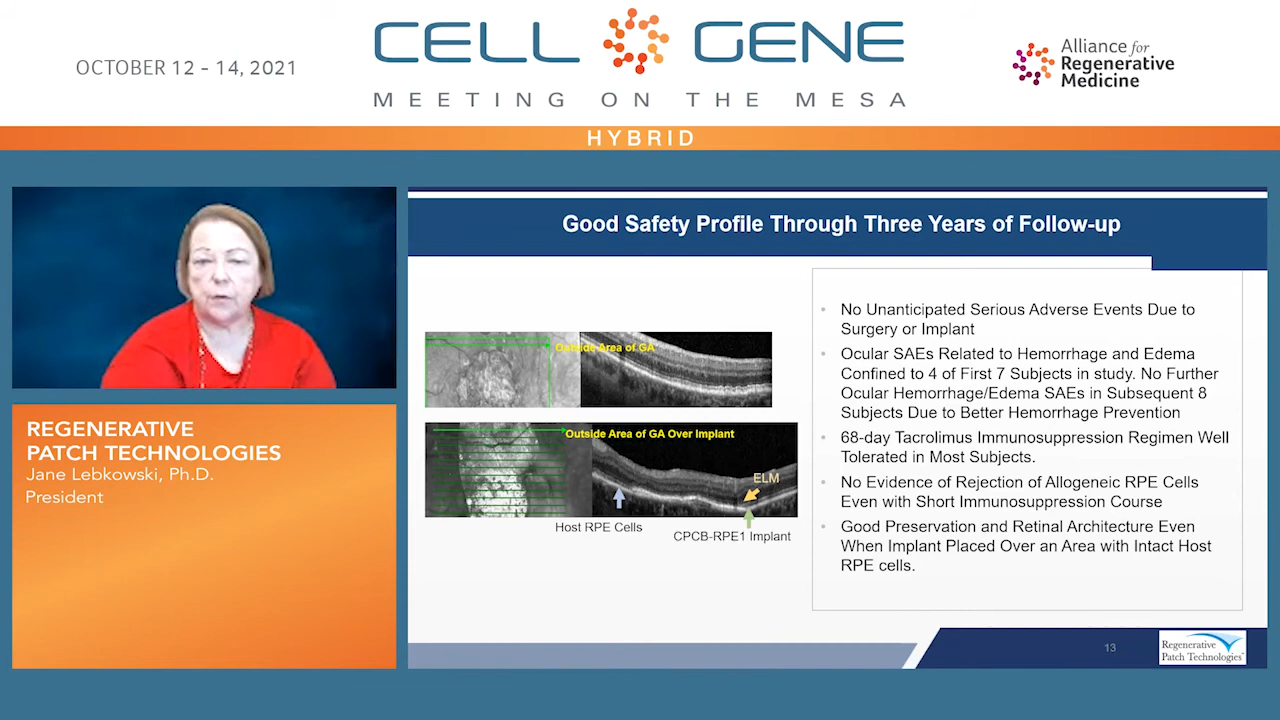 OCTOBER 12 - 14, 2021
CELL GENE
MEETING ON THE MESA
Alliance for
Regenerative
Medicine
HYBRID
REGENERATIVE
PATCH TECHNOLOGIES
Jane Lebkowski, Ph.D.
President
Good Safety Profile Through Three Years of Follow-up
Outside Area of GA
Outside Area of GA Over Implant
ELM
Host RPE Cells
CPCB-RPE1 Implant
• No Unanticipated Serious Adverse Events Due to
Surgery or Implant
• Ocular SAEs Related to Hemorrhage and Edema
Confined to 4 of First 7 Subjects in study. No Further
Ocular Hemorrhage/Edema SAEs in Subsequent 8
Subjects Due to Better Hemorrhage Prevention
• 68-day Tacrolimus Immunosuppression Regimen Well
Tolerated in Most Subjects.
• No Evidence of Rejection of Allogeneic RPE Cells
Even with Short Immunosuppression Course
• Good Preservation and Retinal Architecture Even
When Implant Placed Over an Area with Intact Host
RPE cells.
13
Regenerative
Patch Technologies